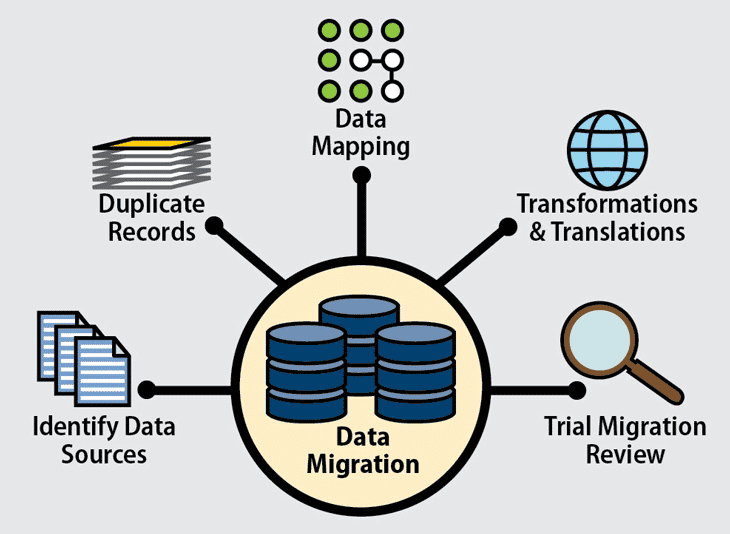 Data
Mapping
Duplicate
Records
Transformations
& Translations
Identify Data
Sources
Data
Migration
Trial Migration
Review